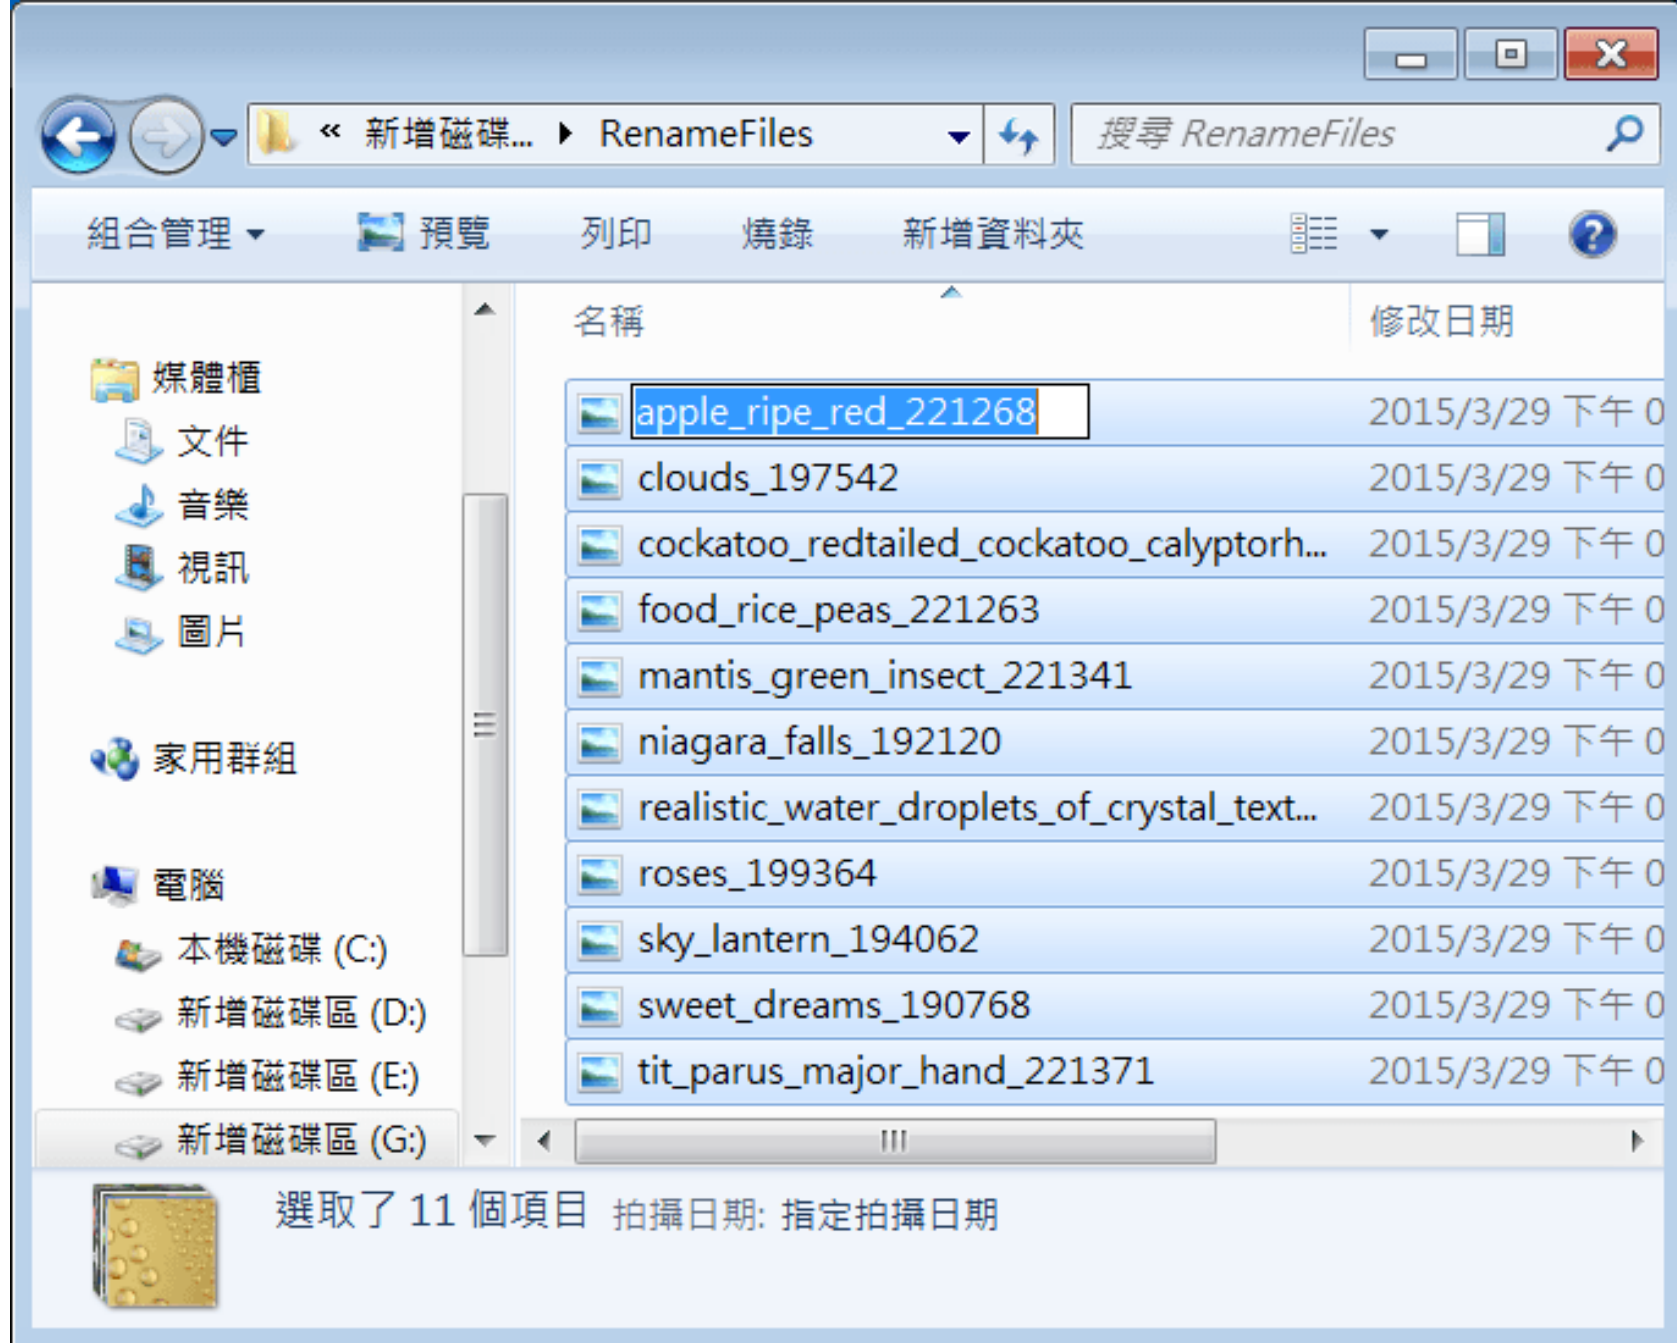 « 新增磁碟... ▸ RenameFiles
搜尋 RenameFiles
組合管理 預覽 列印 燒錄 新增資料夾
媒體櫃
文件
音樂
視訊
圖片
家用群組
電腦
本機磁碟 (C:)
新增磁碟區 (D:)
新增磁碟區 (E:)
新增磁碟區 (G:)
名稱 修改日期
apple_ripe_red_221268 2015/3/29 下午 0
clouds_197542 2015/3/29 下午 0
cockatoo_redtailed_cockatoo_calyptorh... 2015/3/29 下午 0
food_rice_peas_221263 2015/3/29 下午 0
mantis_green_insect_221341 2015/3/29 下午 0
niagara_falls_192120 2015/3/29 下午 0
realistic_water_droplets_of_crystal_text... 2015/3/29 下午 0
roses_199364 2015/3/29 下午 0
sky_lantern_194062 2015/3/29 下午 0
sweet_dreams_190768 2015/3/29 下午 0
tit_parus_major_hand_221371 2015/3/29 下午 0
選取了 11 個項目 拍攝日期: 指定拍攝日期